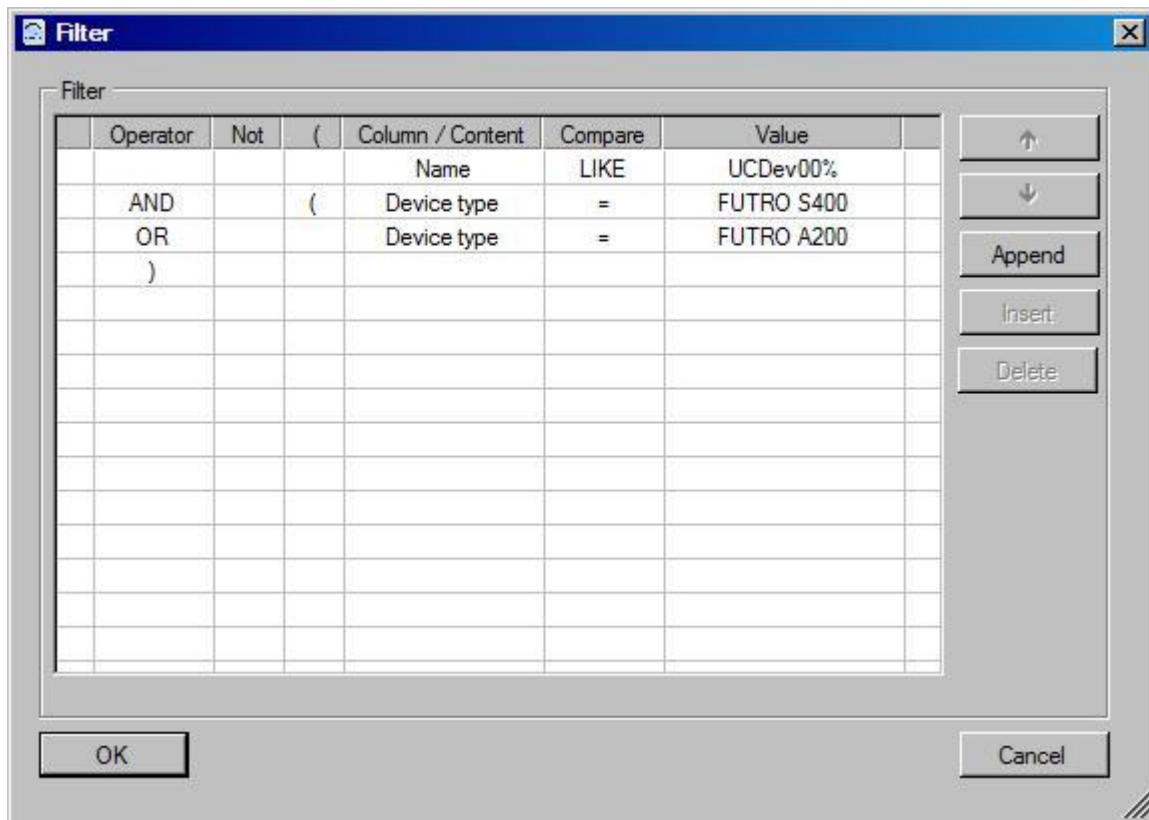 Filter
Filter
Operator Not ( Column / Content Compare Value
Name LIKE UCDev00%
AND ( Device type = FUTRO S400
OR Device type = FUTRO A200
)
Append
Insert
Delete
OK Cancel